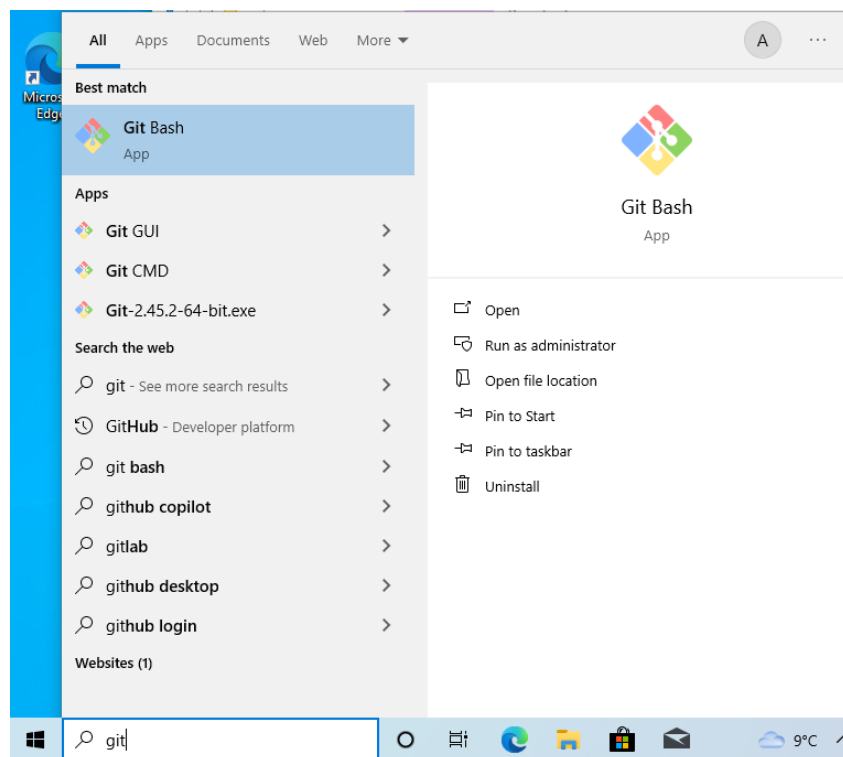 All Apps Documents Web More A ...
Micros
Edge
Best match
Git Bash
App
Apps
Git GUI
Git CMD
Git-2.45.2-64-bit.exe
Search the web
git - See more search results
GitHub - Developer platform
git bash
github copilot
gitlab
github desktop
github login
Websites (1)
Git Bash
App
Open
Run as administrator
Open file location
Pin to Start
Pin to taskbar
Uninstall
git
9°C